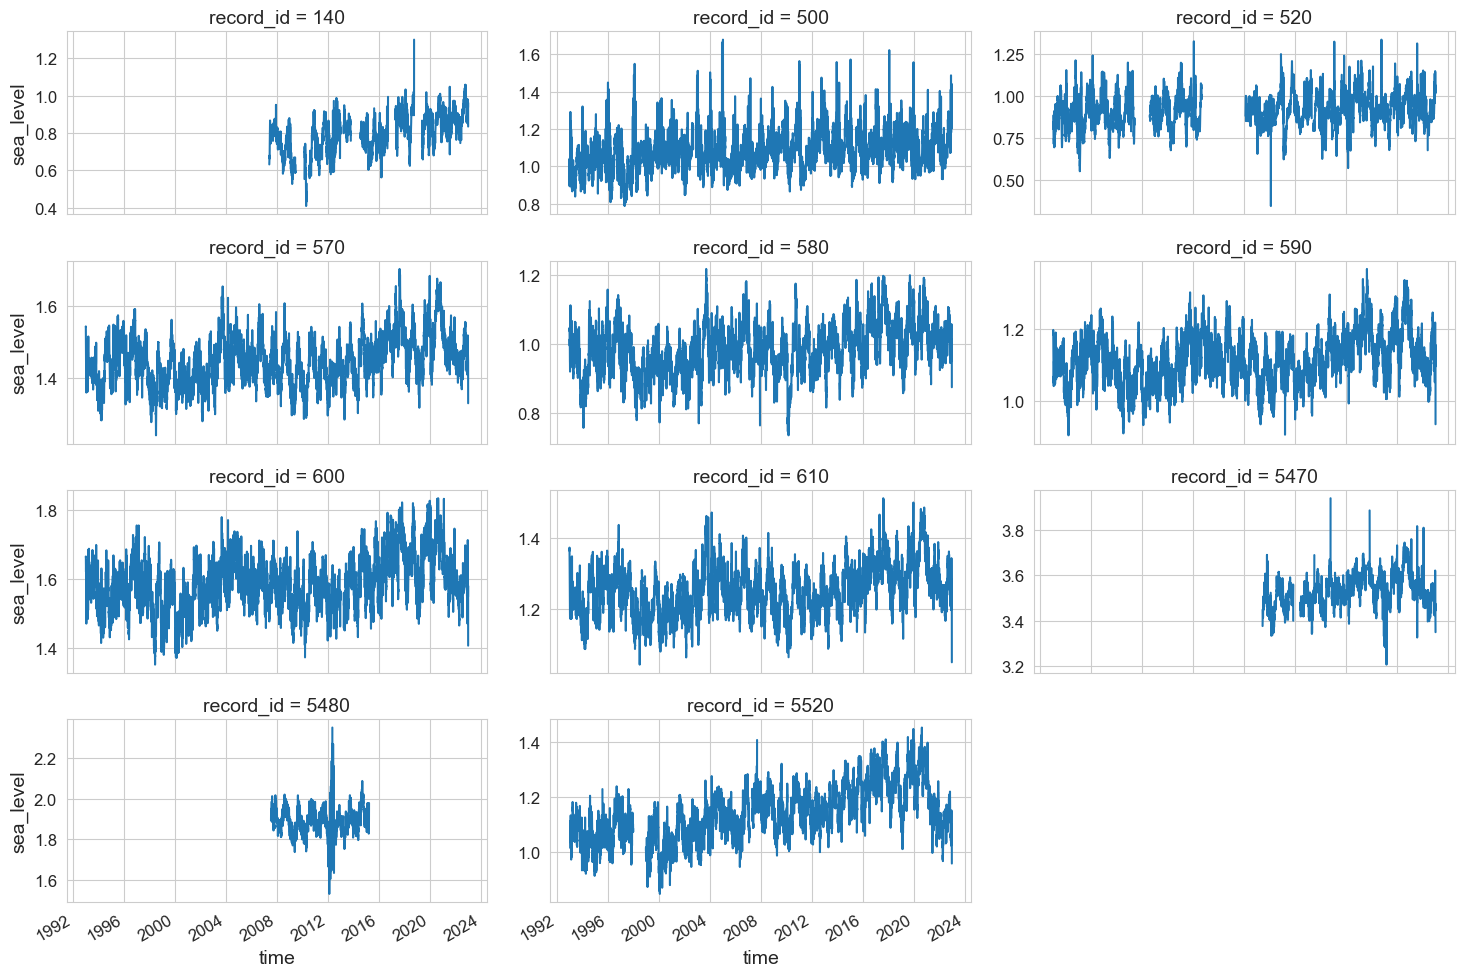 record_id = 140
record_id = 500
record_id = 520
sea_level
1.2
1.0
0.8
0.6
0.4
1.6
1.4
1.2
1.0
0.8
1.25
1.00
0.75
0.50
record_id = 570
record_id = 580
record_id = 590
sea_level
1.6
1.4
1.2
1.0
0.8
1.2
1.0
record_id = 600
record_id = 610
record_id = 5470
sea_level
1.8
1.6
1.4
1.4
1.2
3.8
3.6
3.4
3.2
record_id = 5480
record_id = 5520
sea_level
2.2
2.0
1.8
1.6
1.4
1.2
1.0
1992 1996 2000 2004 2008 2012 2016 2020 2024
1992 1996 2000 2004 2008 2012 2016 2020 2024
time
time